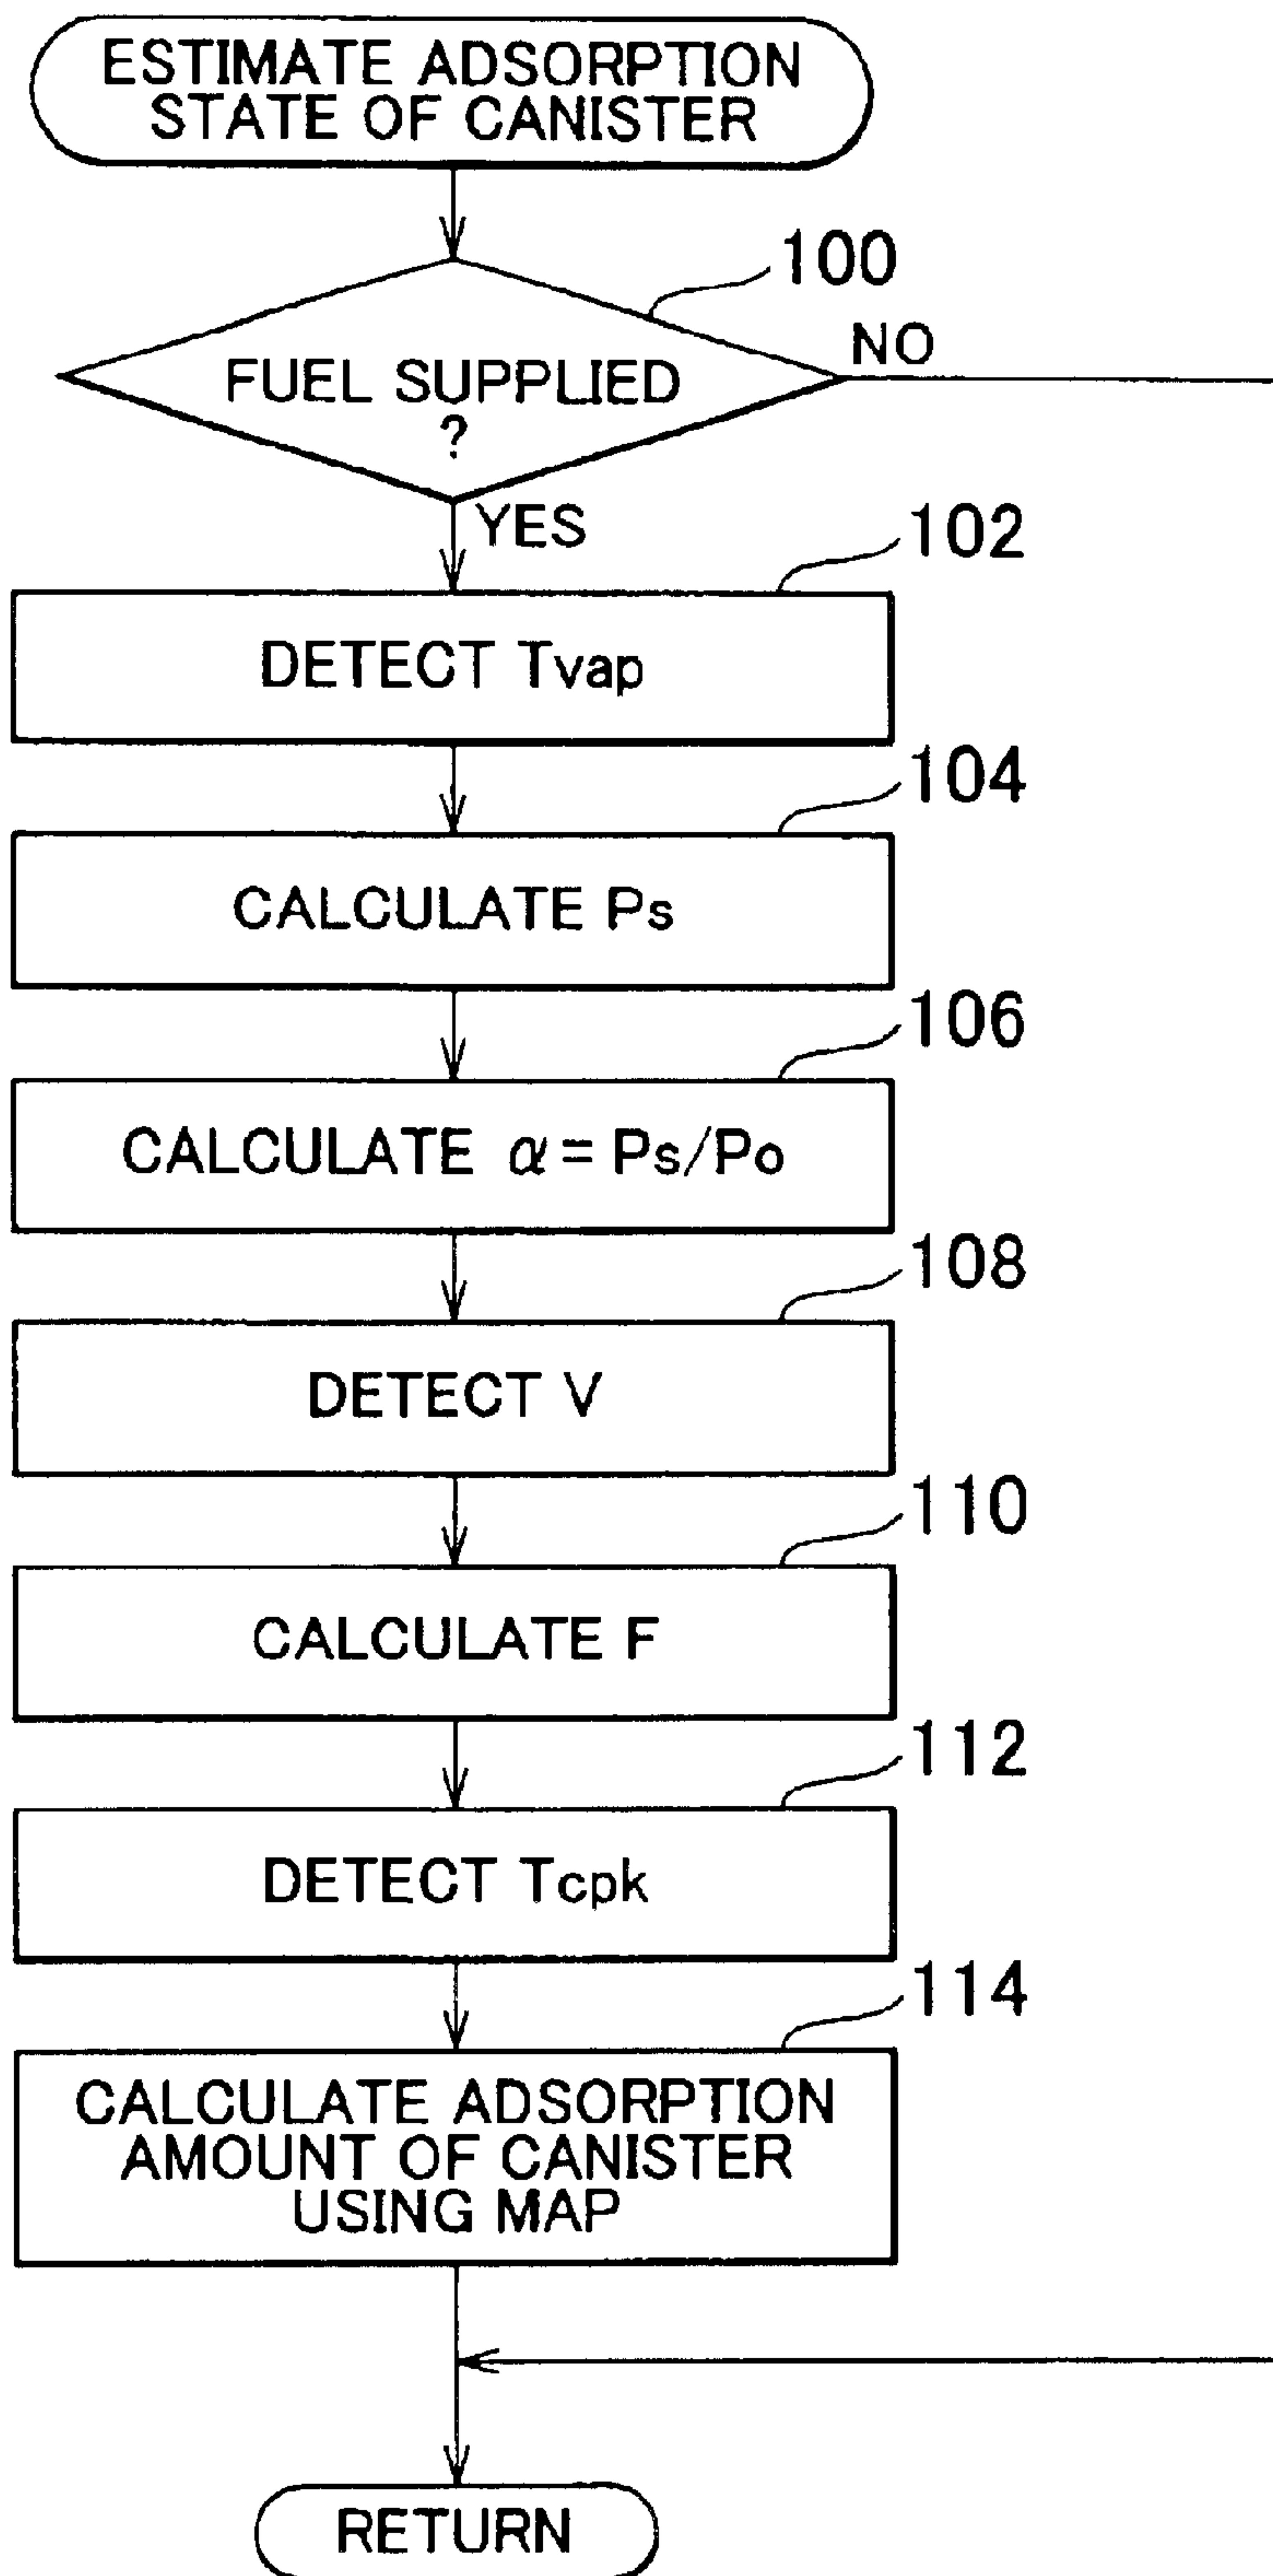 ESTIMATE ADSORPTION
STATE OF CANISTER
100
FUEL SUPPLIED
?
NO
YES
102
DETECT Tvap
104
CALCULATE Ps
106
CALCULATE α = Ps/Po
108
DETECT V
110
CALCULATE F
112
DETECT Tcpk
114
CALCULATE ADSORPTION
AMOUNT OF CANISTER
USING MAP
RETURN